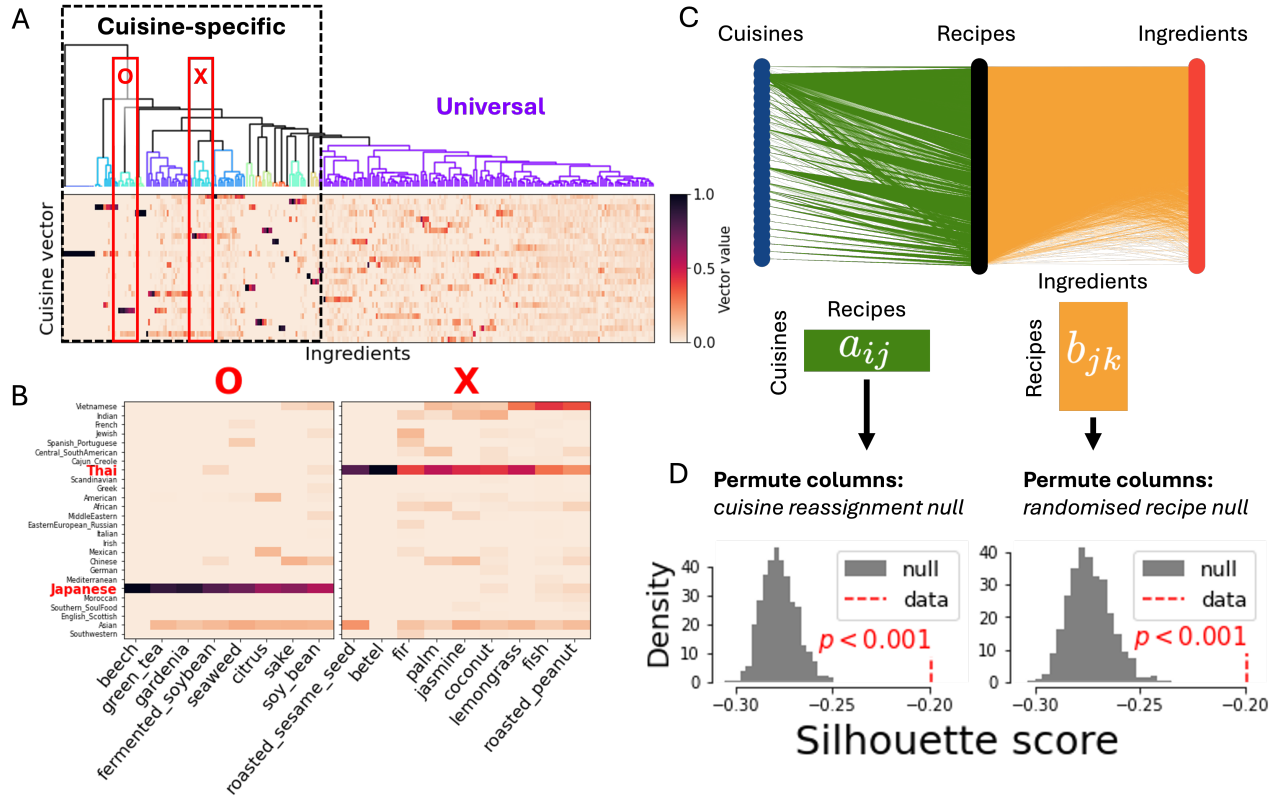 A
Cuisine-specific
O
X
Universal
Cuisine vector
Ingredients
1.0
0.5
0.0
Vector value
B
O
X
Vietnamese
Indian
French
Jewish
Spanish_Portuguese
Central_SouthAmerican
Cajun_Creole
Thai
Scandinavian
Greek
American
African
MiddleEastern
EasternEuropean_Russian
Italian
Irish
Mexican
Chinese
German
Mediterranean
Japanese
Moroccan
Southern_SoulFood
English_Scottish
Asian
Southwestern
beech
green_tea
gardenia
fermented_soybean
seaweed
citrus
sake
soy_bean
roasted_sesame_seed
betel
fir
palm
jasmine
coconut
lemongrass
fish
roasted_peanut
C
Cuisines
Recipes
Ingredients
Recipes
Cuisines
a_{ij}
Ingredients
Recipes
b_{jk}
D
Permute columns:
cuisine reassignment null
Permute columns:
randomised recipe null
Density
40
30
20
10
0
null
data
p < 0.001
−0.30
−0.25
−0.20
40
30
20
10
0
null
data
p < 0.001
−0.30
−0.25
−0.20
Silhouette score